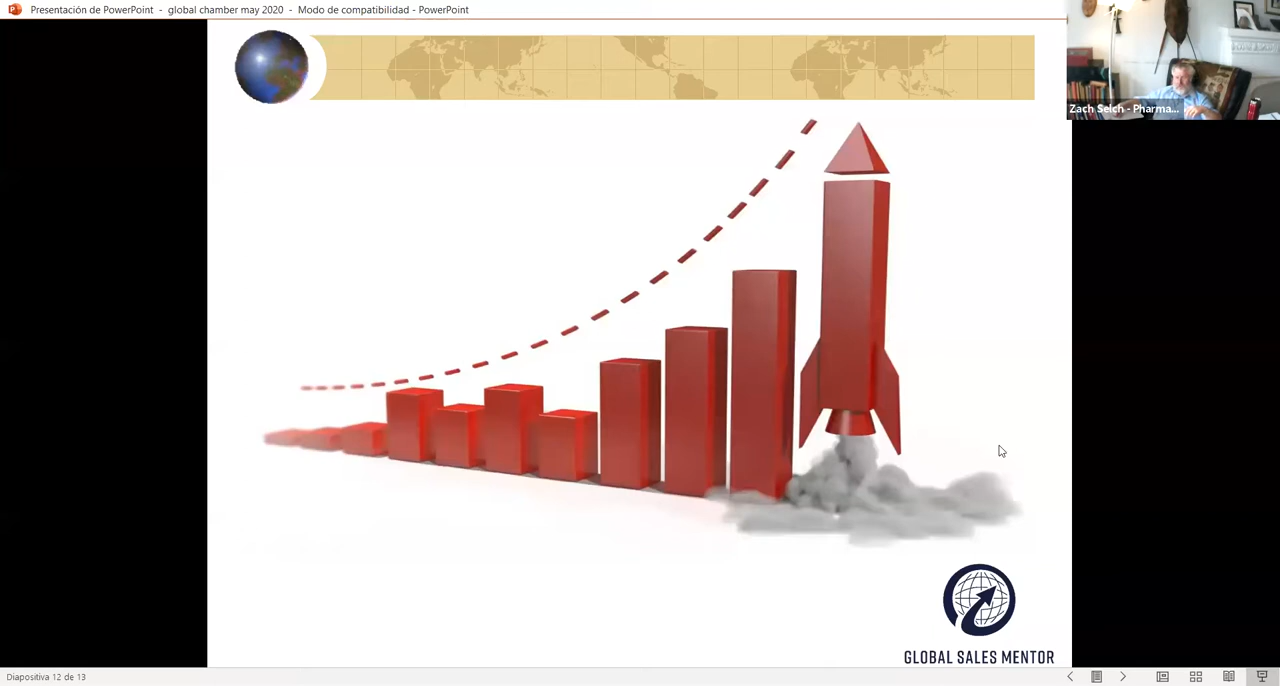 Presentación de PowerPoint - global chamber may 2020 - Modo de compatibilidad - PowerPoint
Zach Selch - Pharma...
GLOBAL SALES MENTOR
Diapositiva 12 de 13